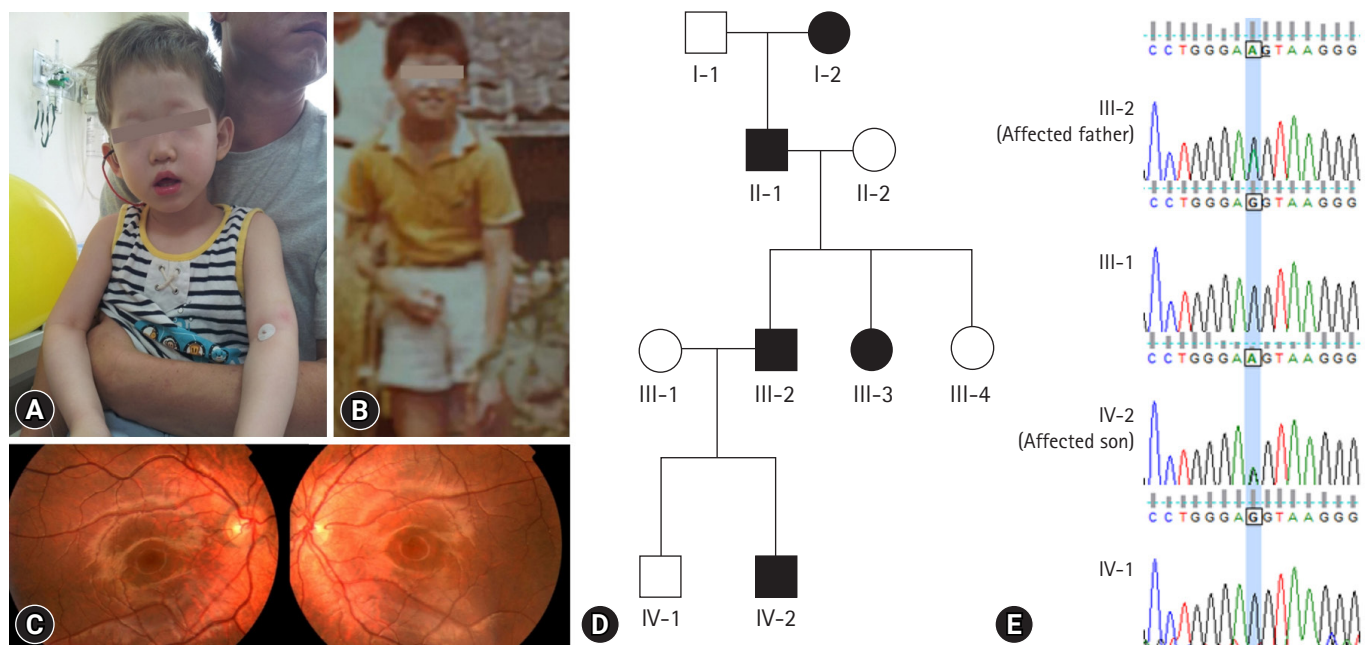 A
B
C
D
E
I-1
I-2
II-1
II-2
III-1
III-2
III-3
III-4
IV-1
IV-2
C C T G G G A A G T A A G G G
III-2
(Affected father)
C C T G G G A G G T A A G G G
III-1
C C T G G G A A G T A A G G G
IV-2
(Affected son)
C C T G G G A G G T A A G G G
IV-1